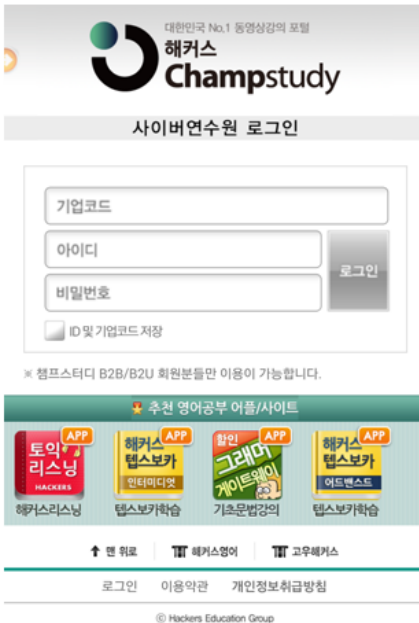 대한민국 No.1 동영상강의 포털
해커스
Champstudy
사이버연수원 로그인
기업코드
아이디
로그인
비밀번호
ID 및 기업코드 저장
※ 챔프스터디 B2B/B2U 회원분들만 이용이 가능합니다.
추천 영어공부 어플/사이트
APP
토익
리스닝
HACKERS
해커스리스닝
APP
해커스
텝스보카
인터미디엇
텝스보카학습
할인
APP
그래머
게이트웨이
기초문법강의
APP
해커스
텝스보카
어드밴스드
텝스보카학습
맨 위로
해커스영어
고우해커스
로그인 이용약관 개인정보취급방침
ⓒ Hackers Education Group